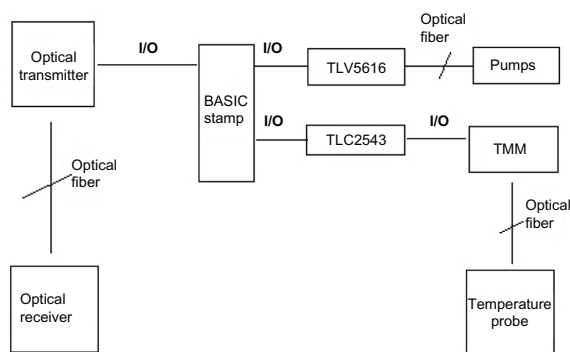 Optical
fiber
Optical
transmitter
I/O
I/O
BASIC
stamp
TLV5616
Pumps
I/O
TLC2543
I/O
TMM
Optical
fiber
Optical
fiber
Optical
receiver
Temperature
probe